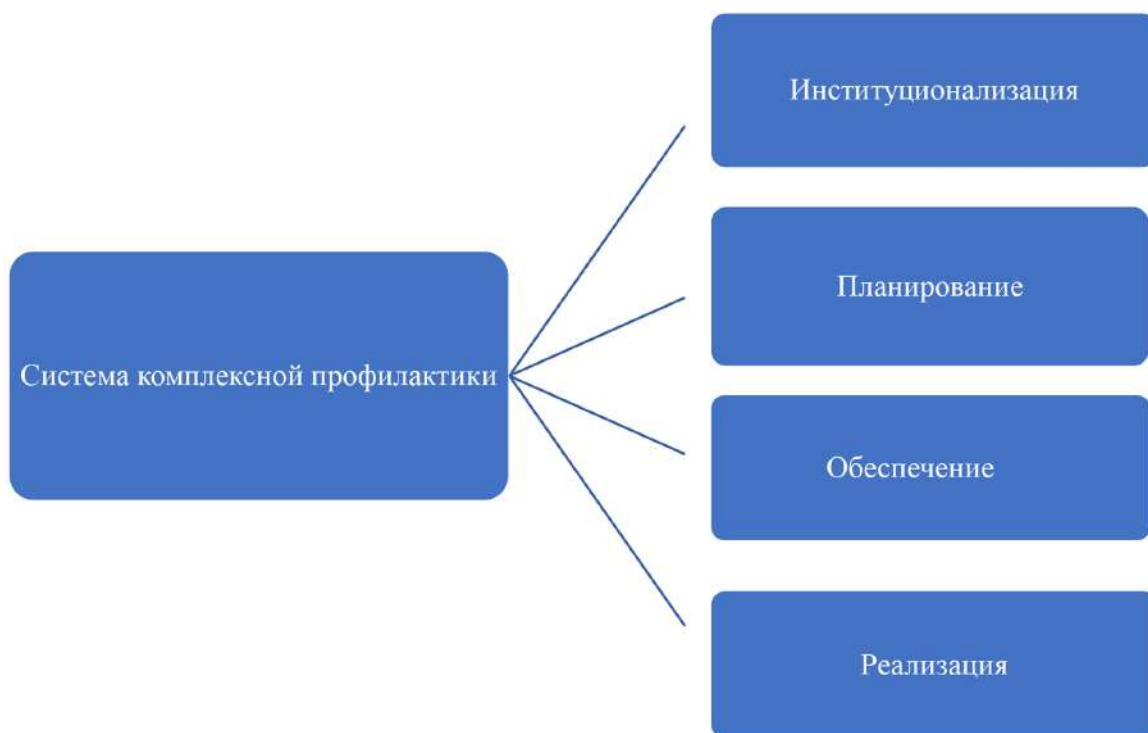 Институционализация
Планирование
Система комплексной профилактики
Обеспечение
Реализация